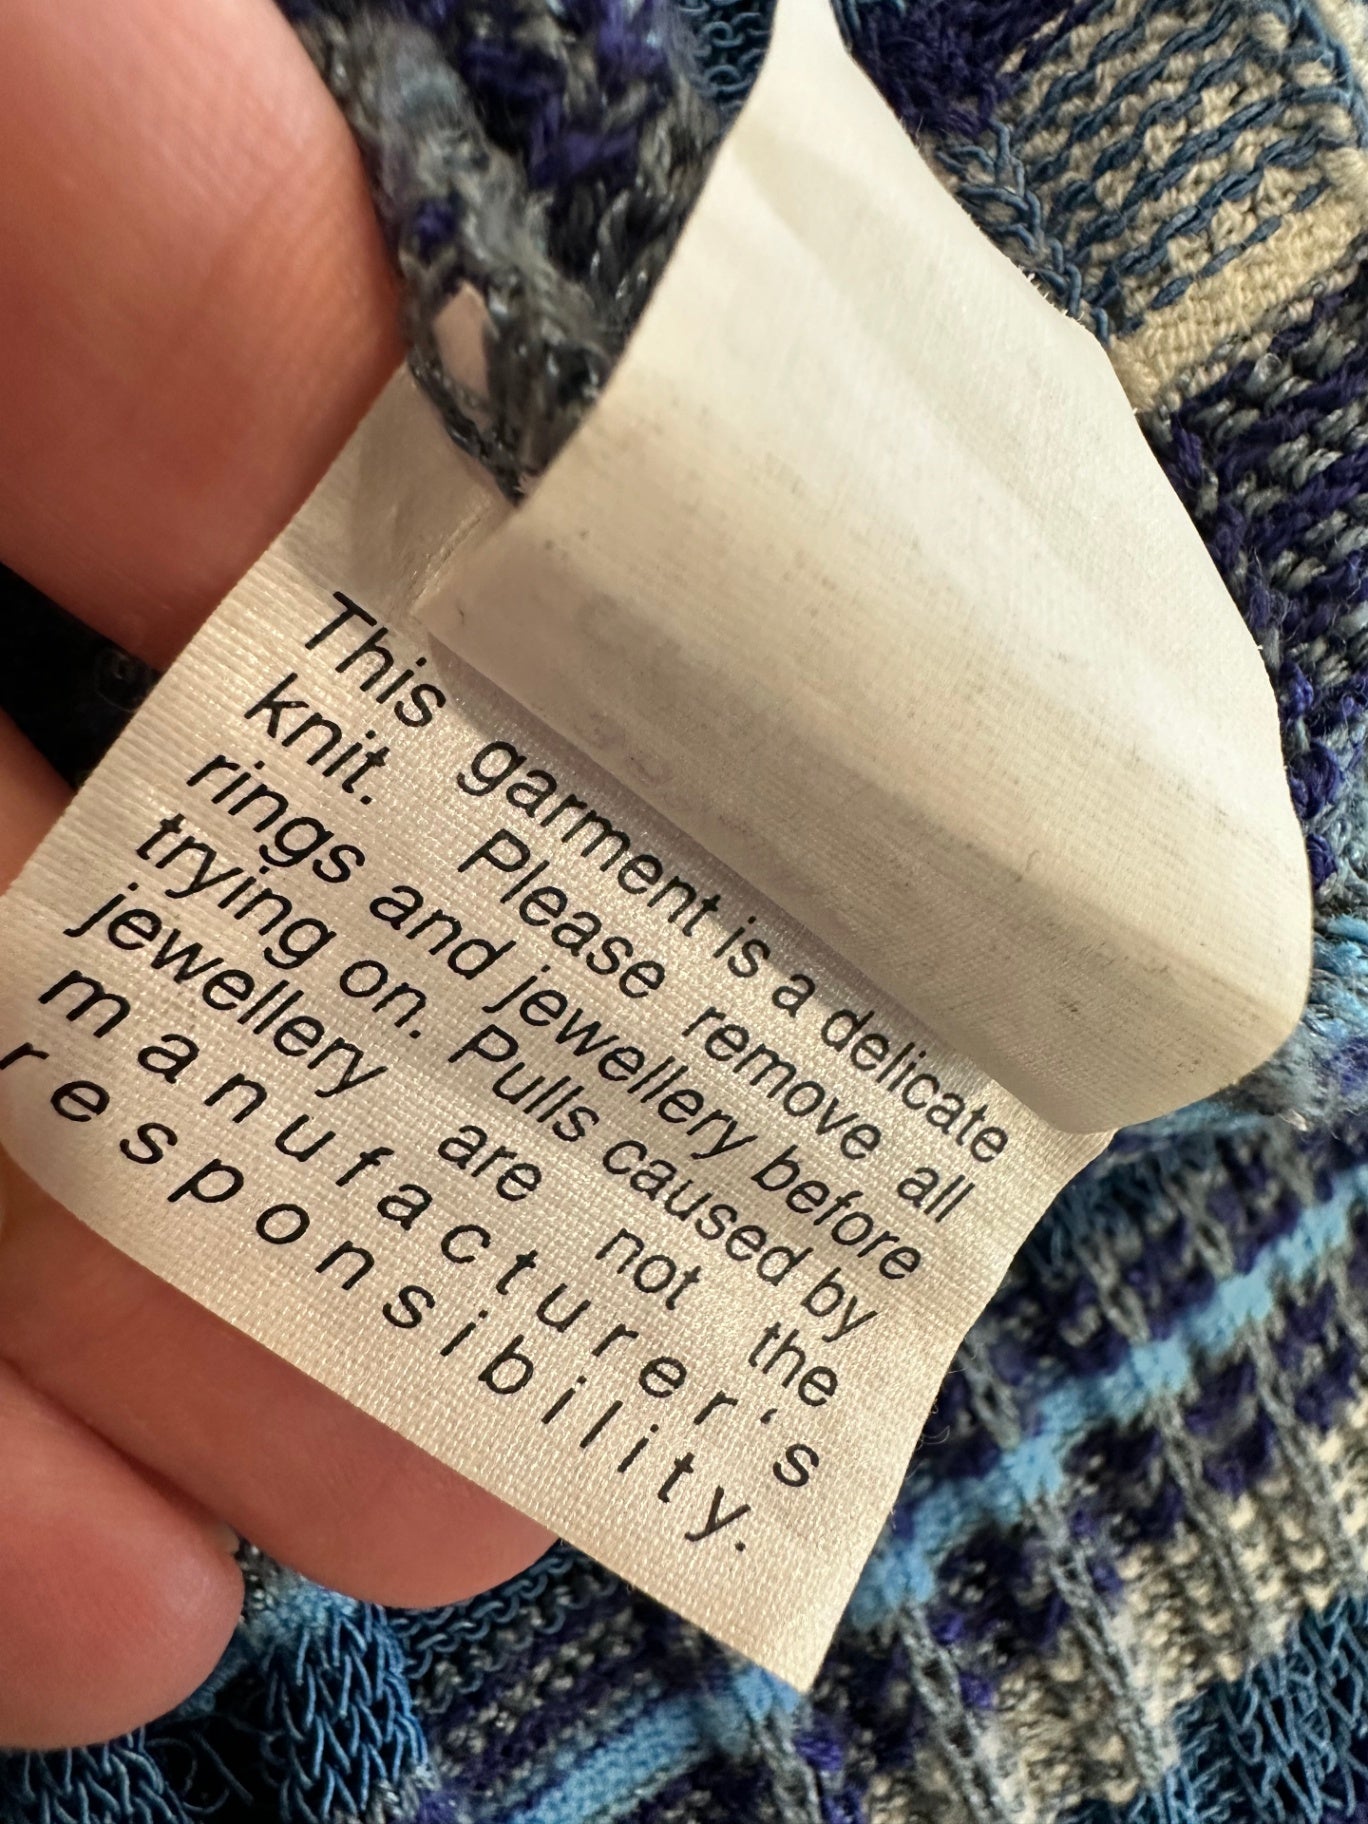 This garment is a delicate
knit. Please remove all
rings and jewellery before
trying on. Pulls caused by
jewellery are not the
manufacturer‘s
responsibility.